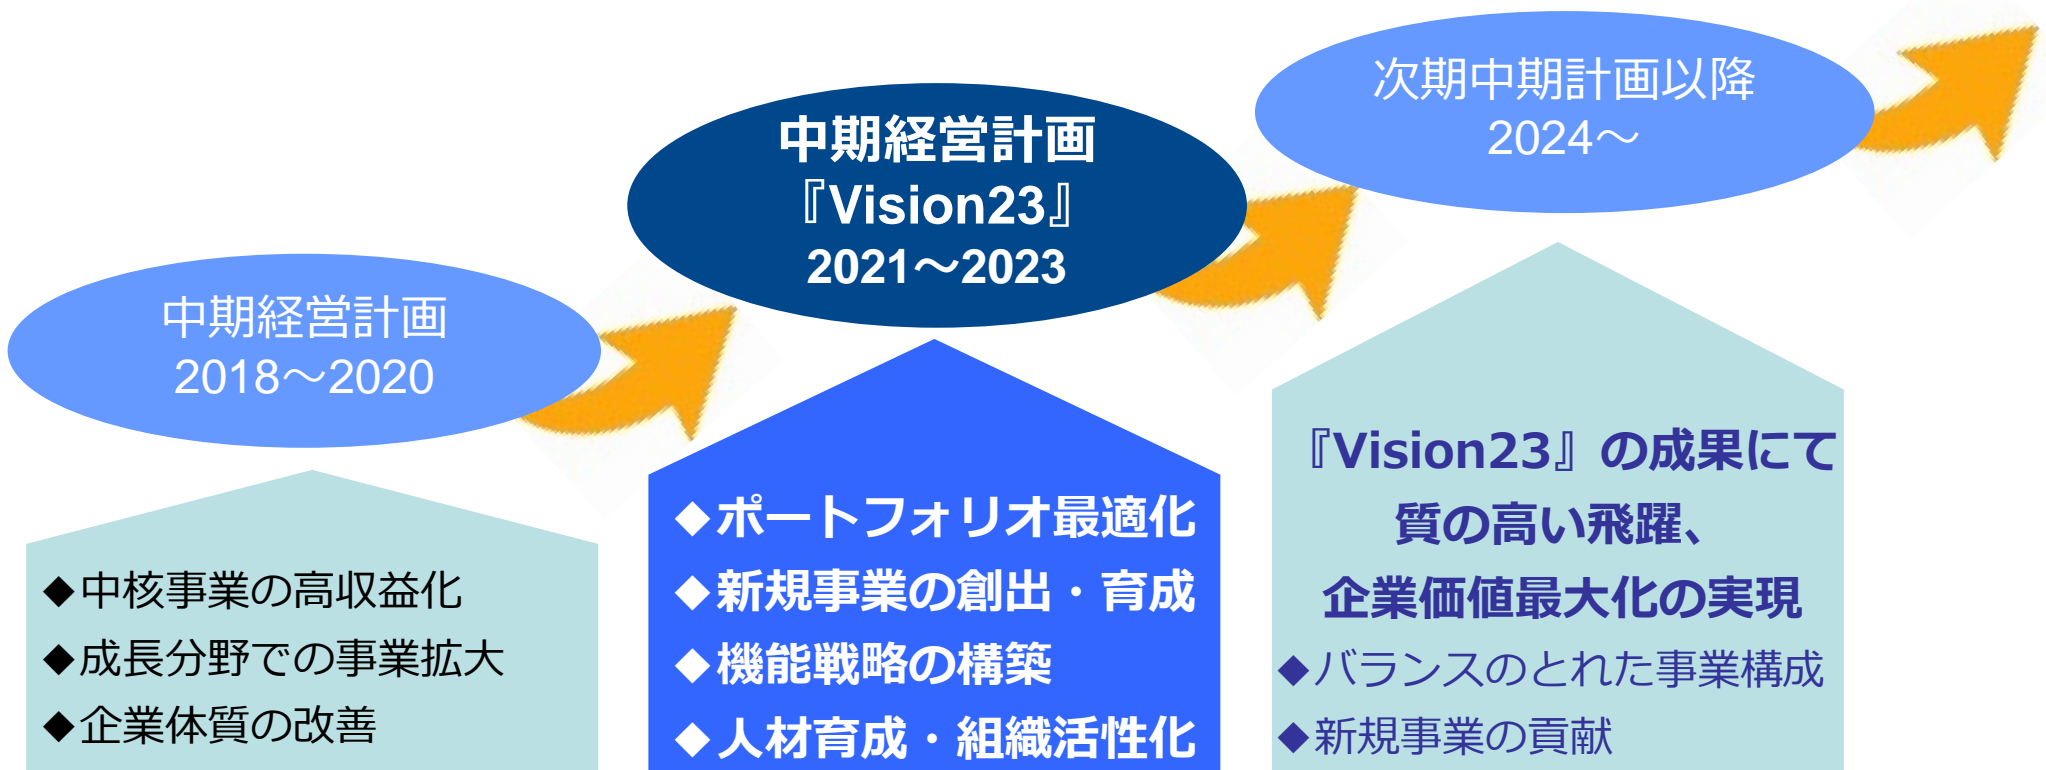 中期経営計画
2018～2020
◆中核事業の高収益化
◆成長分野での事業拡大
◆企業体質の改善
中期経営計画
『Vision23』
2021～2023
◆ポートフォリオ最適化
◆新規事業の創出・育成
◆機能戦略の構築
◆人材育成・組織活性化
次期中期計画以降
2024～
『Vision23』の成果にて
質の高い飛躍、
企業価値最大化の実現
◆バランスのとれた事業構成
◆新規事業の貢献